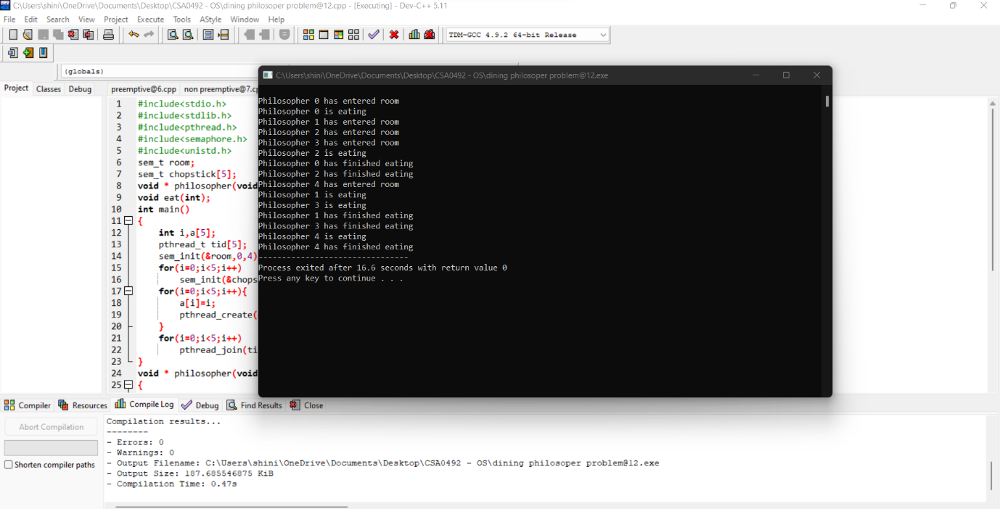 C:\Users\shini\OneDrive\Documents\Desktop\CSA0492 - OS\dining philosoper problem@12.cpp - [Executing] - Dev-C++ 5.11
File Edit Search View Project Execute Tools AStyle Window Help
TDM-GCC 4.9.2 64-bit Release
(globals)
Project Classes Debug
preemptive@6.cpp non preemptive@7.cp
1 #include<stdio.h>
2 #include<stdlib.h>
3 #include<pthread.h>
4 #include<semaphore.h>
5 #include<unistd.h>
6 sem_t room;
7 sem_t chopstick[5];
8 void * philosopher(void
9 void eat(int);
10 int main()
11 {
12 int i,a[5];
13 pthread_t tid[5];
14 sem_init(&room,0,4)
15 for(i=0;i<5;i++)
16 sem_init(&chops
17 for(i=0;i<5;i++){
18 a[i]=i;
19 pthread_create(
20 }
21 for(i=0;i<5;i++)
22 pthread_join(ti
23 }
24 void * philosopher(void
25 {
C:\Users\shini\OneDrive\Documents\Desktop\CSA0492 - OS\dining philosoper problem@12.exe
Philosopher 0 has entered room
Philosopher 0 is eating
Philosopher 1 has entered room
Philosopher 2 has entered room
Philosopher 3 has entered room
Philosopher 2 is eating
Philosopher 0 has finished eating
Philosopher 2 has finished eating
Philosopher 4 has entered room
Philosopher 1 is eating
Philosopher 3 is eating
Philosopher 1 has finished eating
Philosopher 3 has finished eating
Philosopher 4 is eating
Philosopher 4 has finished eating
--------------------------------
Process exited after 16.6 seconds with return value 0
Press any key to continue . . .
Compiler Resources Compile Log Debug Find Results Close
Abort Compilation
Shorten compiler paths
Compilation results...
--------
- Errors: 0
- Warnings: 0
- Output Filename: C:\Users\shini\OneDrive\Documents\Desktop\CSA0492 - OS\dining philosoper problem@12.exe
- Output Size: 187.685546875 KiB
- Compilation Time: 0.47s